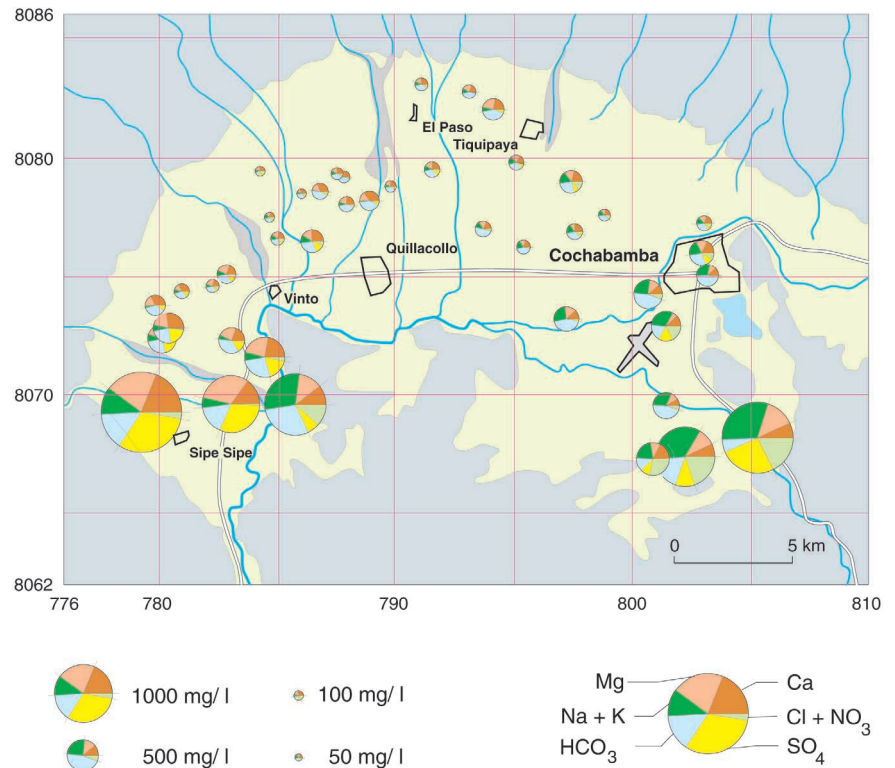 8086
8080
El Paso
Tiquipaya
Quillacollo
Cochabamba
Vinto
8070
Sipe Sipe
0 5 km
8062
776 780 790 800 810
1000 mg/ l 100 mg/ l
500 mg/ l 50 mg/ l
Mg Ca
Na + K Cl + NO3
HCO3 SO4